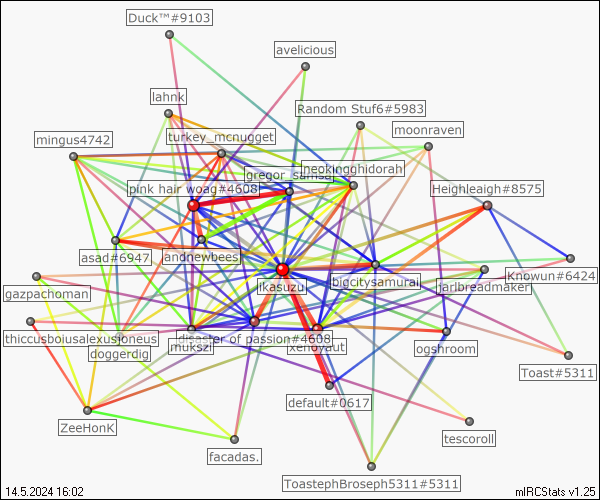 Duck™#9103
avelicious
lahnk
Random Stuf6#5983
moonraven
mingus4742
turkey_mcnugget
neokingghidorah
gregor_samsa
pink hair woag#4608
Heighleaigh#8575
asad#6947
andnewbees
Knowun#6424
likasuzu
bigcitysamurai
jarlbreadmaker
gazpachoman
thiccusboiusalexusjoneus
disaster of passion#4608
doggerdig
mukszi
xenoyaut
ogshroom
Toast#5311
default#0617
ZeeHonK
tescoroll
facadas.
ToastephBroseph5311#5311
14.5.2024 16:02
mIRCStats v1.25